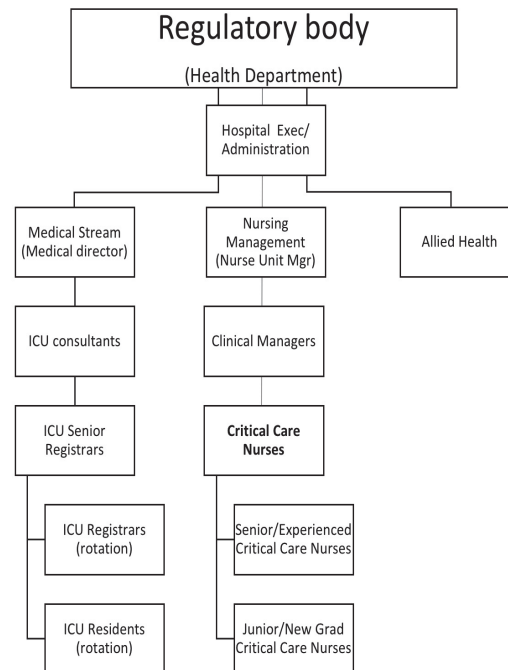 Regulatory body
(Health Department)
Hospital Exec/
Administration
Medical Stream
(Medical director)
Nursing
Management
(Nurse Unit Mgr)
Allied Health
ICU consultants
Clinical Managers
ICU Senior
Registrars
Critical Care
Nurses
ICU Registrars
(rotation)
Senior/Experienced
Critical Care Nurses
ICU Residents
(rotation)
Junior/New Grad
Critical Care Nurses